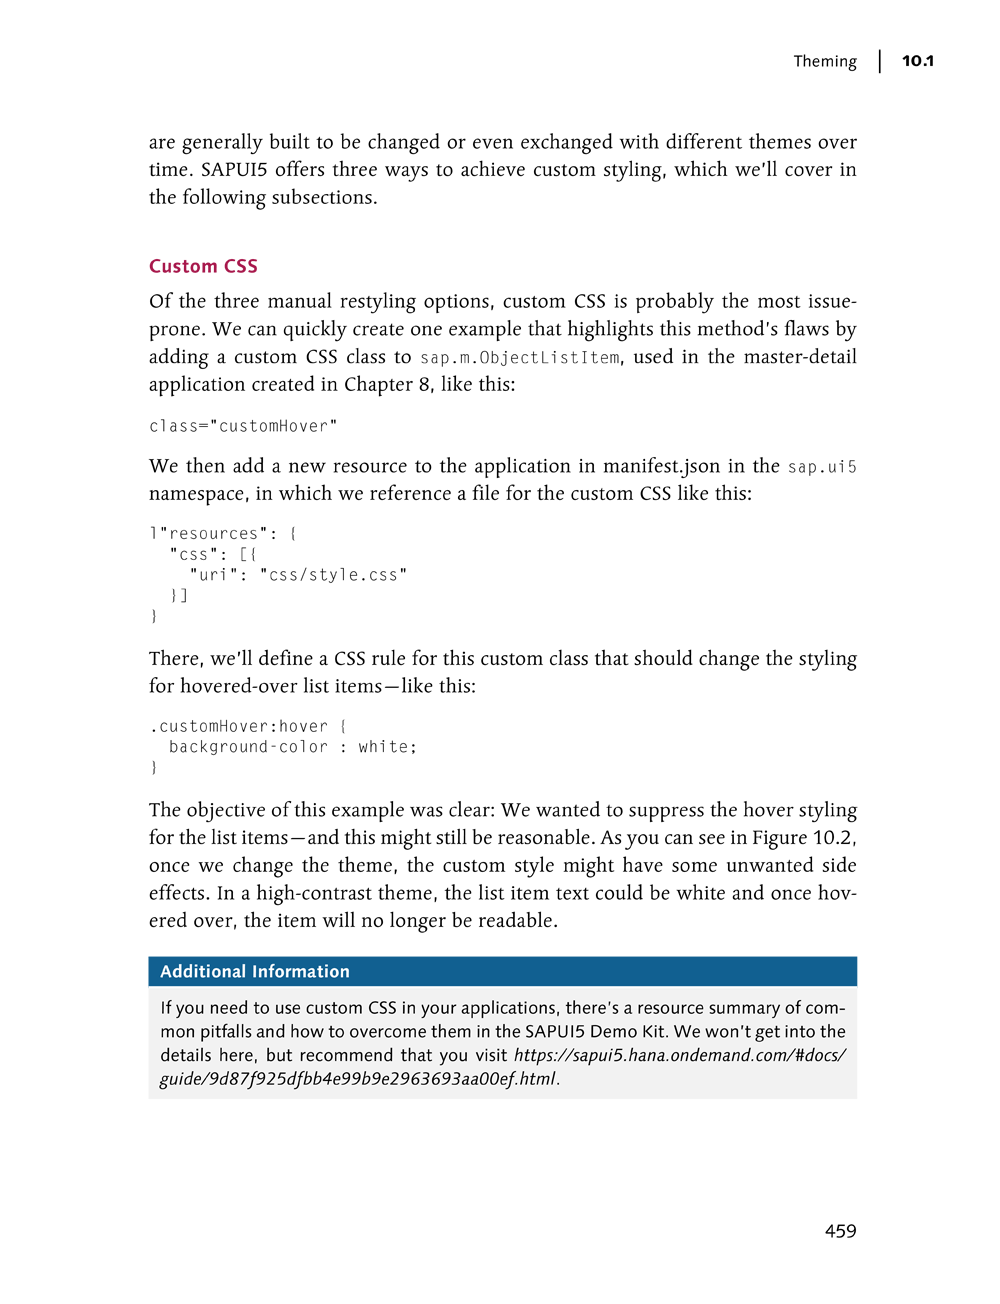 Theming | 10.1
are generally built to be changed or even exchanged with different themes over
time. SAPUI5 offers three ways to achieve custom styling, which we'll cover in
the following subsections.
Custom CSS
Of the three manual restyling options, custom CSS is probably the most issue-
prone. We can quickly create one example that highlights this method's flaws by
adding a custom CSS class to sap.m.ObjectListItem, used in the master-detail
application created in Chapter 8, like this:
class="customHover"
We then add a new resource to the application in manifest.json in the sap.ui5
namespace, in which we reference a file for the custom CSS like this:
l"resources": {
  "css": [{
    "uri": "css/style.css"
  }]
}
There, we'll define a CSS rule for this custom class that should change the styling
for hovered-over list items—like this:
.customHover:hover {
  background-color : white;
}
The objective of this example was clear: We wanted to suppress the hover styling
for the list items—and this might still be reasonable. As you can see in Figure 10.2,
once we change the theme, the custom style might have some unwanted side
effects. In a high-contrast theme, the list item text could be white and once hov-
ered over, the item will no longer be readable.
Additional Information
If you need to use custom CSS in your applications, there's a resource summary of com-
mon pitfalls and how to overcome them in the SAPUI5 Demo Kit. We won't get into the
details here, but recommend that you visit https://sapui5.hana.ondemand.com/#docs/
guide/9d87f925dfbb4e99b9e2963693aa00ef.html.
459